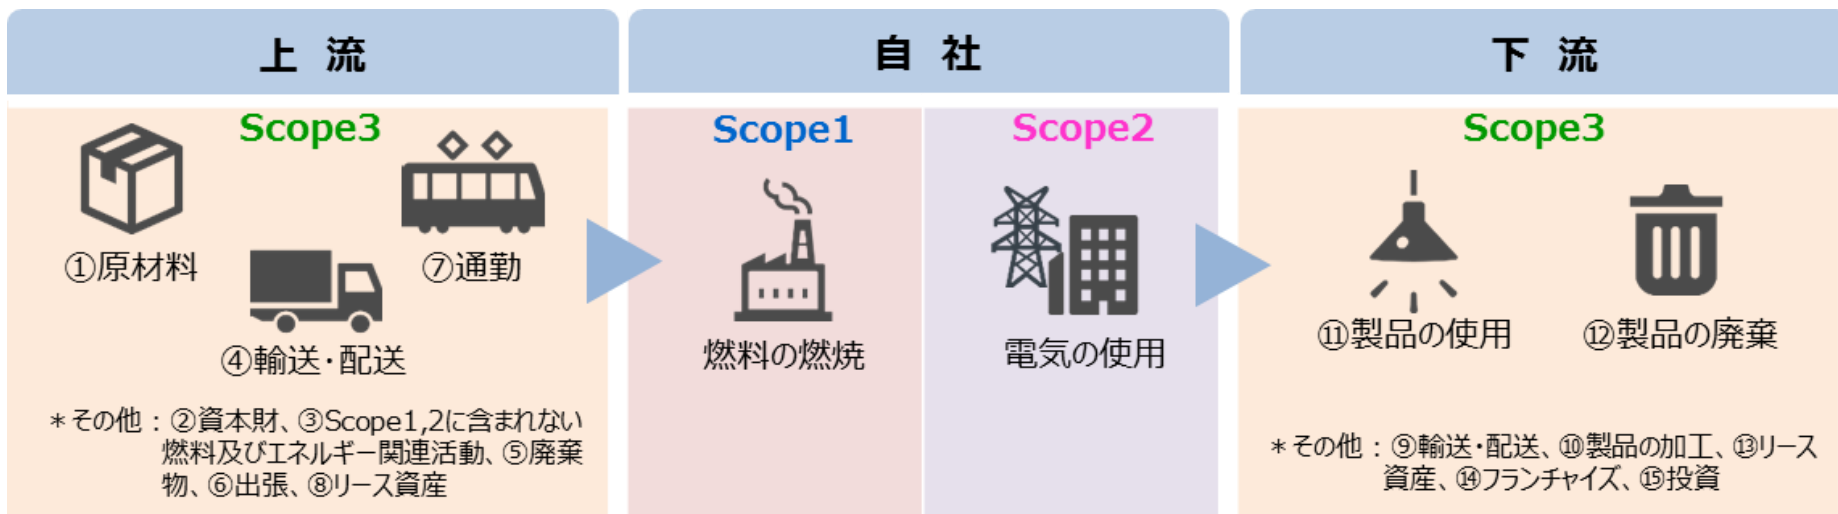 上 流
Scope3
①原材料
⑦通勤
④輸送・配送
*その他：②資本財、③Scope1,2に含まれない
燃料及びエネルギー関連活動、⑤廃棄
物、⑥出張、⑧リース資産
自 社
Scope1
燃料の燃焼
Scope2
電気の使用
下 流
Scope3
⑪製品の使用
⑫製品の廃棄
*その他：⑨輸送・配送、⑩製品の加工、⑬リース
資産、⑭フランチャイズ、⑮投資